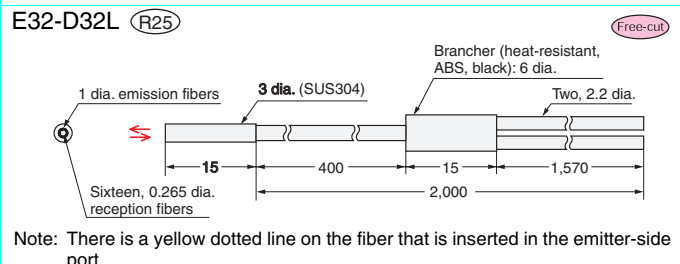 E32-D32L R25
Free-cut
Brancher (heat-resistant,
ABS, black): 6 dia.
1 dia. emission fibers
3 dia. (SUS304)
Two, 2.2 dia.
15
400
15
1,570
2,000
Sixteen, 0.265 dia.
reception fibers
Note: There is a yellow dotted line on the fiber that is inserted in the emitter-side
port